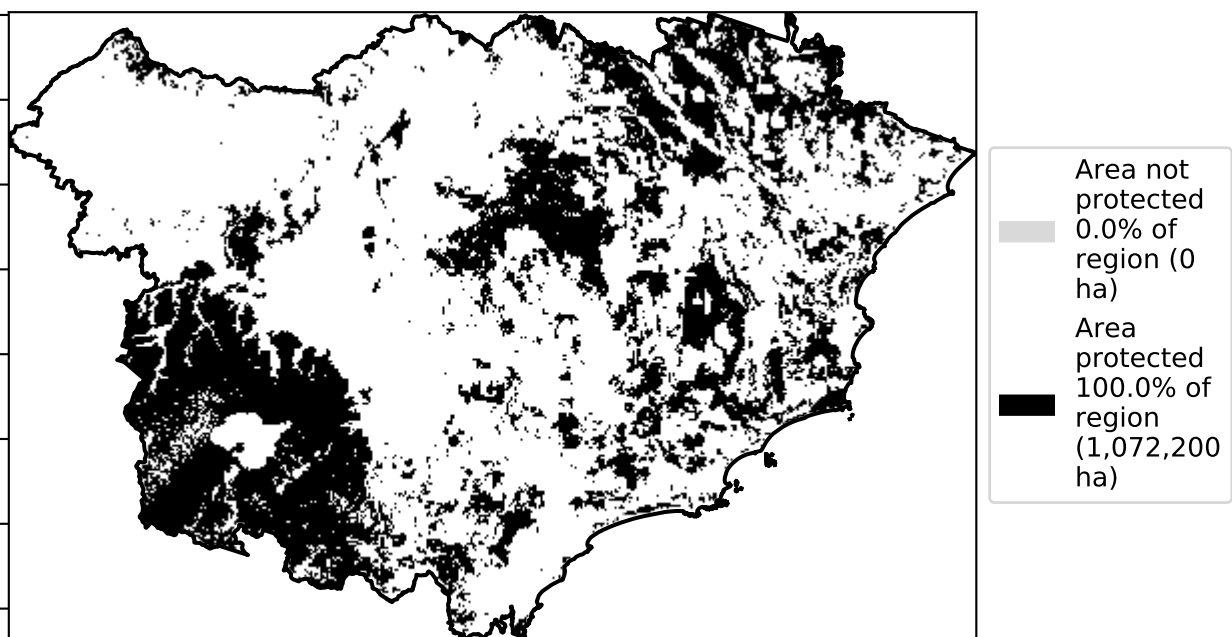 Area not
protected
0.0% of
region (0
ha)
Area
protected
100.0% of
region
(1,072,200
ha)